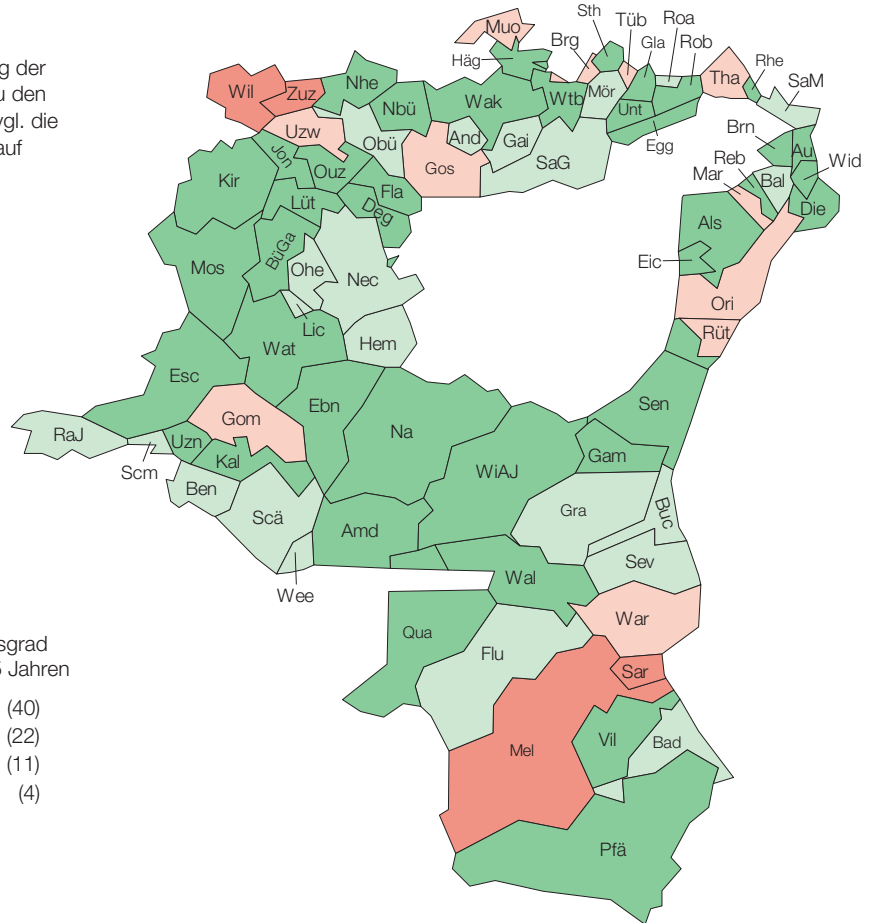 g der
u den
vgl. die
auf
Muo
Sth
Tüb
Roa
Brg
Gla
Rob
Häg
Tha
Rhe
SaM
Wil
Zuz
Nhe
Nbü
Wak
Wtb
Mör
Unt
Egg
Uzw
Obü
And
Gai
SaG
Gos
Brn
Au
Wid
Reb
Mar
Bal
Die
Jon
Ouz
Kir
Fla
Lüt
Deg
Als
BüGa
Mos
Ohe
Nec
Eic
Ori
Lic
Rüt
Wat
Hem
Esc
Ebn
Sen
Gom
Na
RaJ
Uzn
Scm
Kal
Gam
WiAJ
Ben
Gra
Buc
Scä
Amd
Sev
Wee
Wal
War
Qua
Flu
sgrad
5 Jahren
Sar
(40)
(22)
(11)
(4)
Mel
Vil
Bad
Pfä